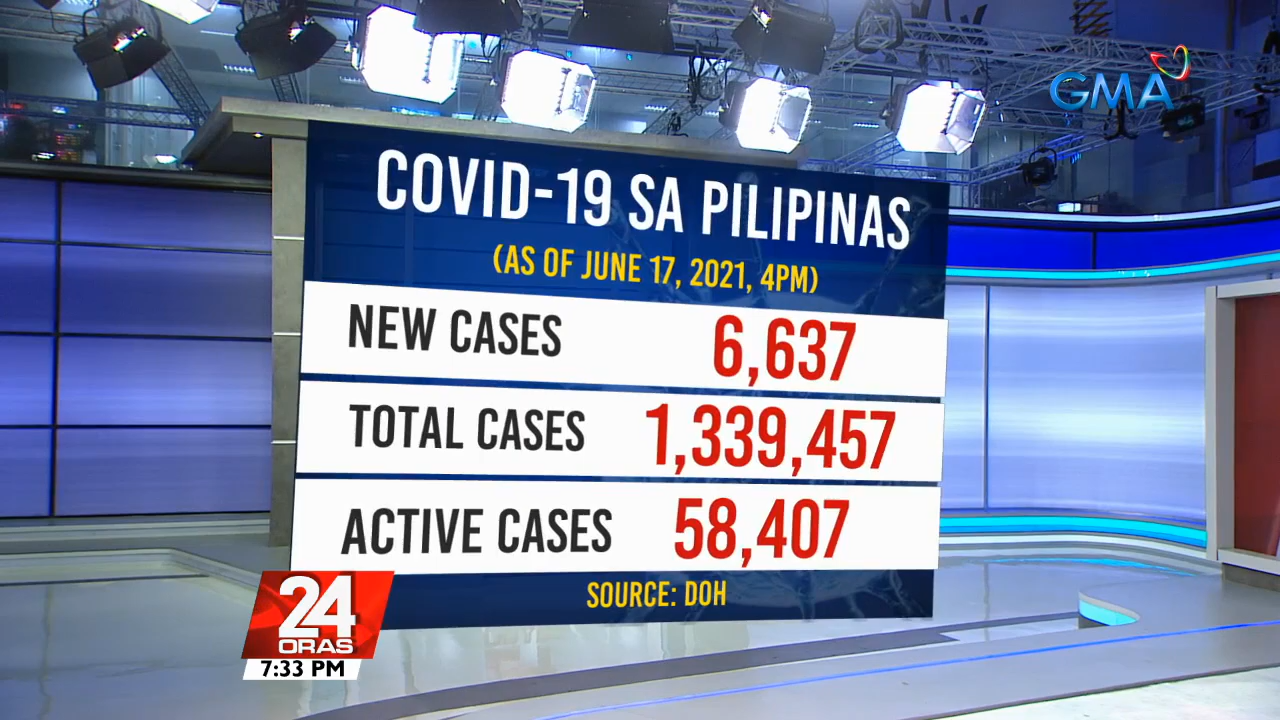 GMA
COVID-19 SA PILIPINAS
(AS OF JUNE 17, 2021, 4PM)
NEW CASES 6,637
TOTAL CASES 1,339,457
ACTIVE CASES 58,407
SOURCE: DOH
24
ORAS
7:33 PM